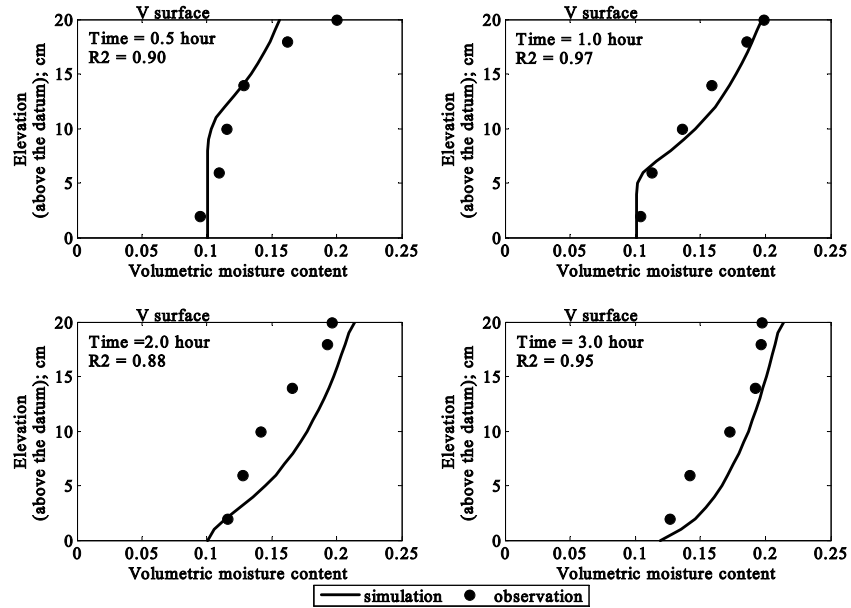 V surface
Time = 0.5 hour
R2 = 0.90
20
15
10
5
0
Elevation
(above the datum); cm
0 0.05 0.1 0.15 0.2 0.25
Volumetric moisture content
V surface
Time = 1.0 hour
R2 = 0.97
20
15
10
5
0
Elevation
(above the datum); cm
0 0.05 0.1 0.15 0.2 0.25
Volumetric moisture content
V surface
Time =2.0 hour
R2 = 0.88
20
15
10
5
0
Elevation
(above the datum); cm
0 0.05 0.1 0.15 0.2 0.25
Volumetric moisture content
V surface
Time = 3.0 hour
R2 = 0.95
20
15
10
5
0
Elevation
(above the datum); cm
0 0.05 0.1 0.15 0.2 0.25
Volumetric moisture content
simulation observation